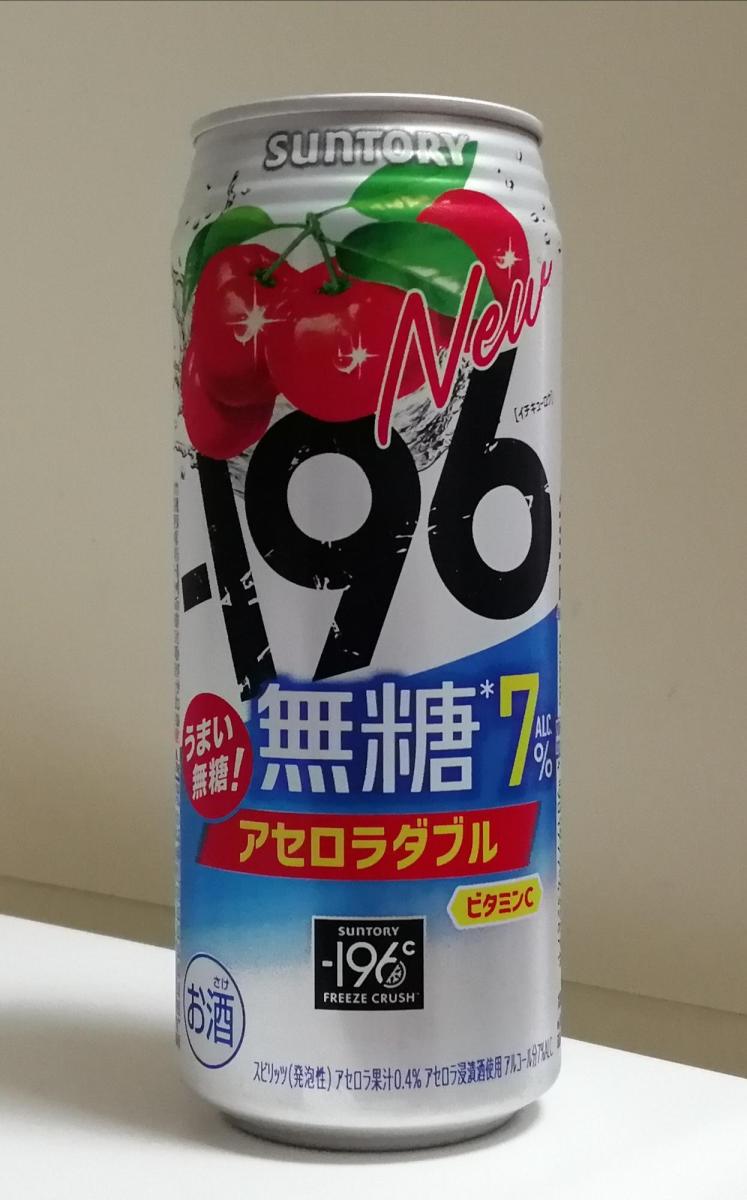 SUNTORY
New
[イチキューロク]
-196
無糖* 7 ALC. %
うまい
無糖!
アセロラダブル
ビタミンC
SUNTORY
-196℃
FREEZE CRUSH
さけ
お酒
スピリッツ(発泡性) アセロラ果汁0.4% アセロラ浸漬酒使用 アルコール分7%